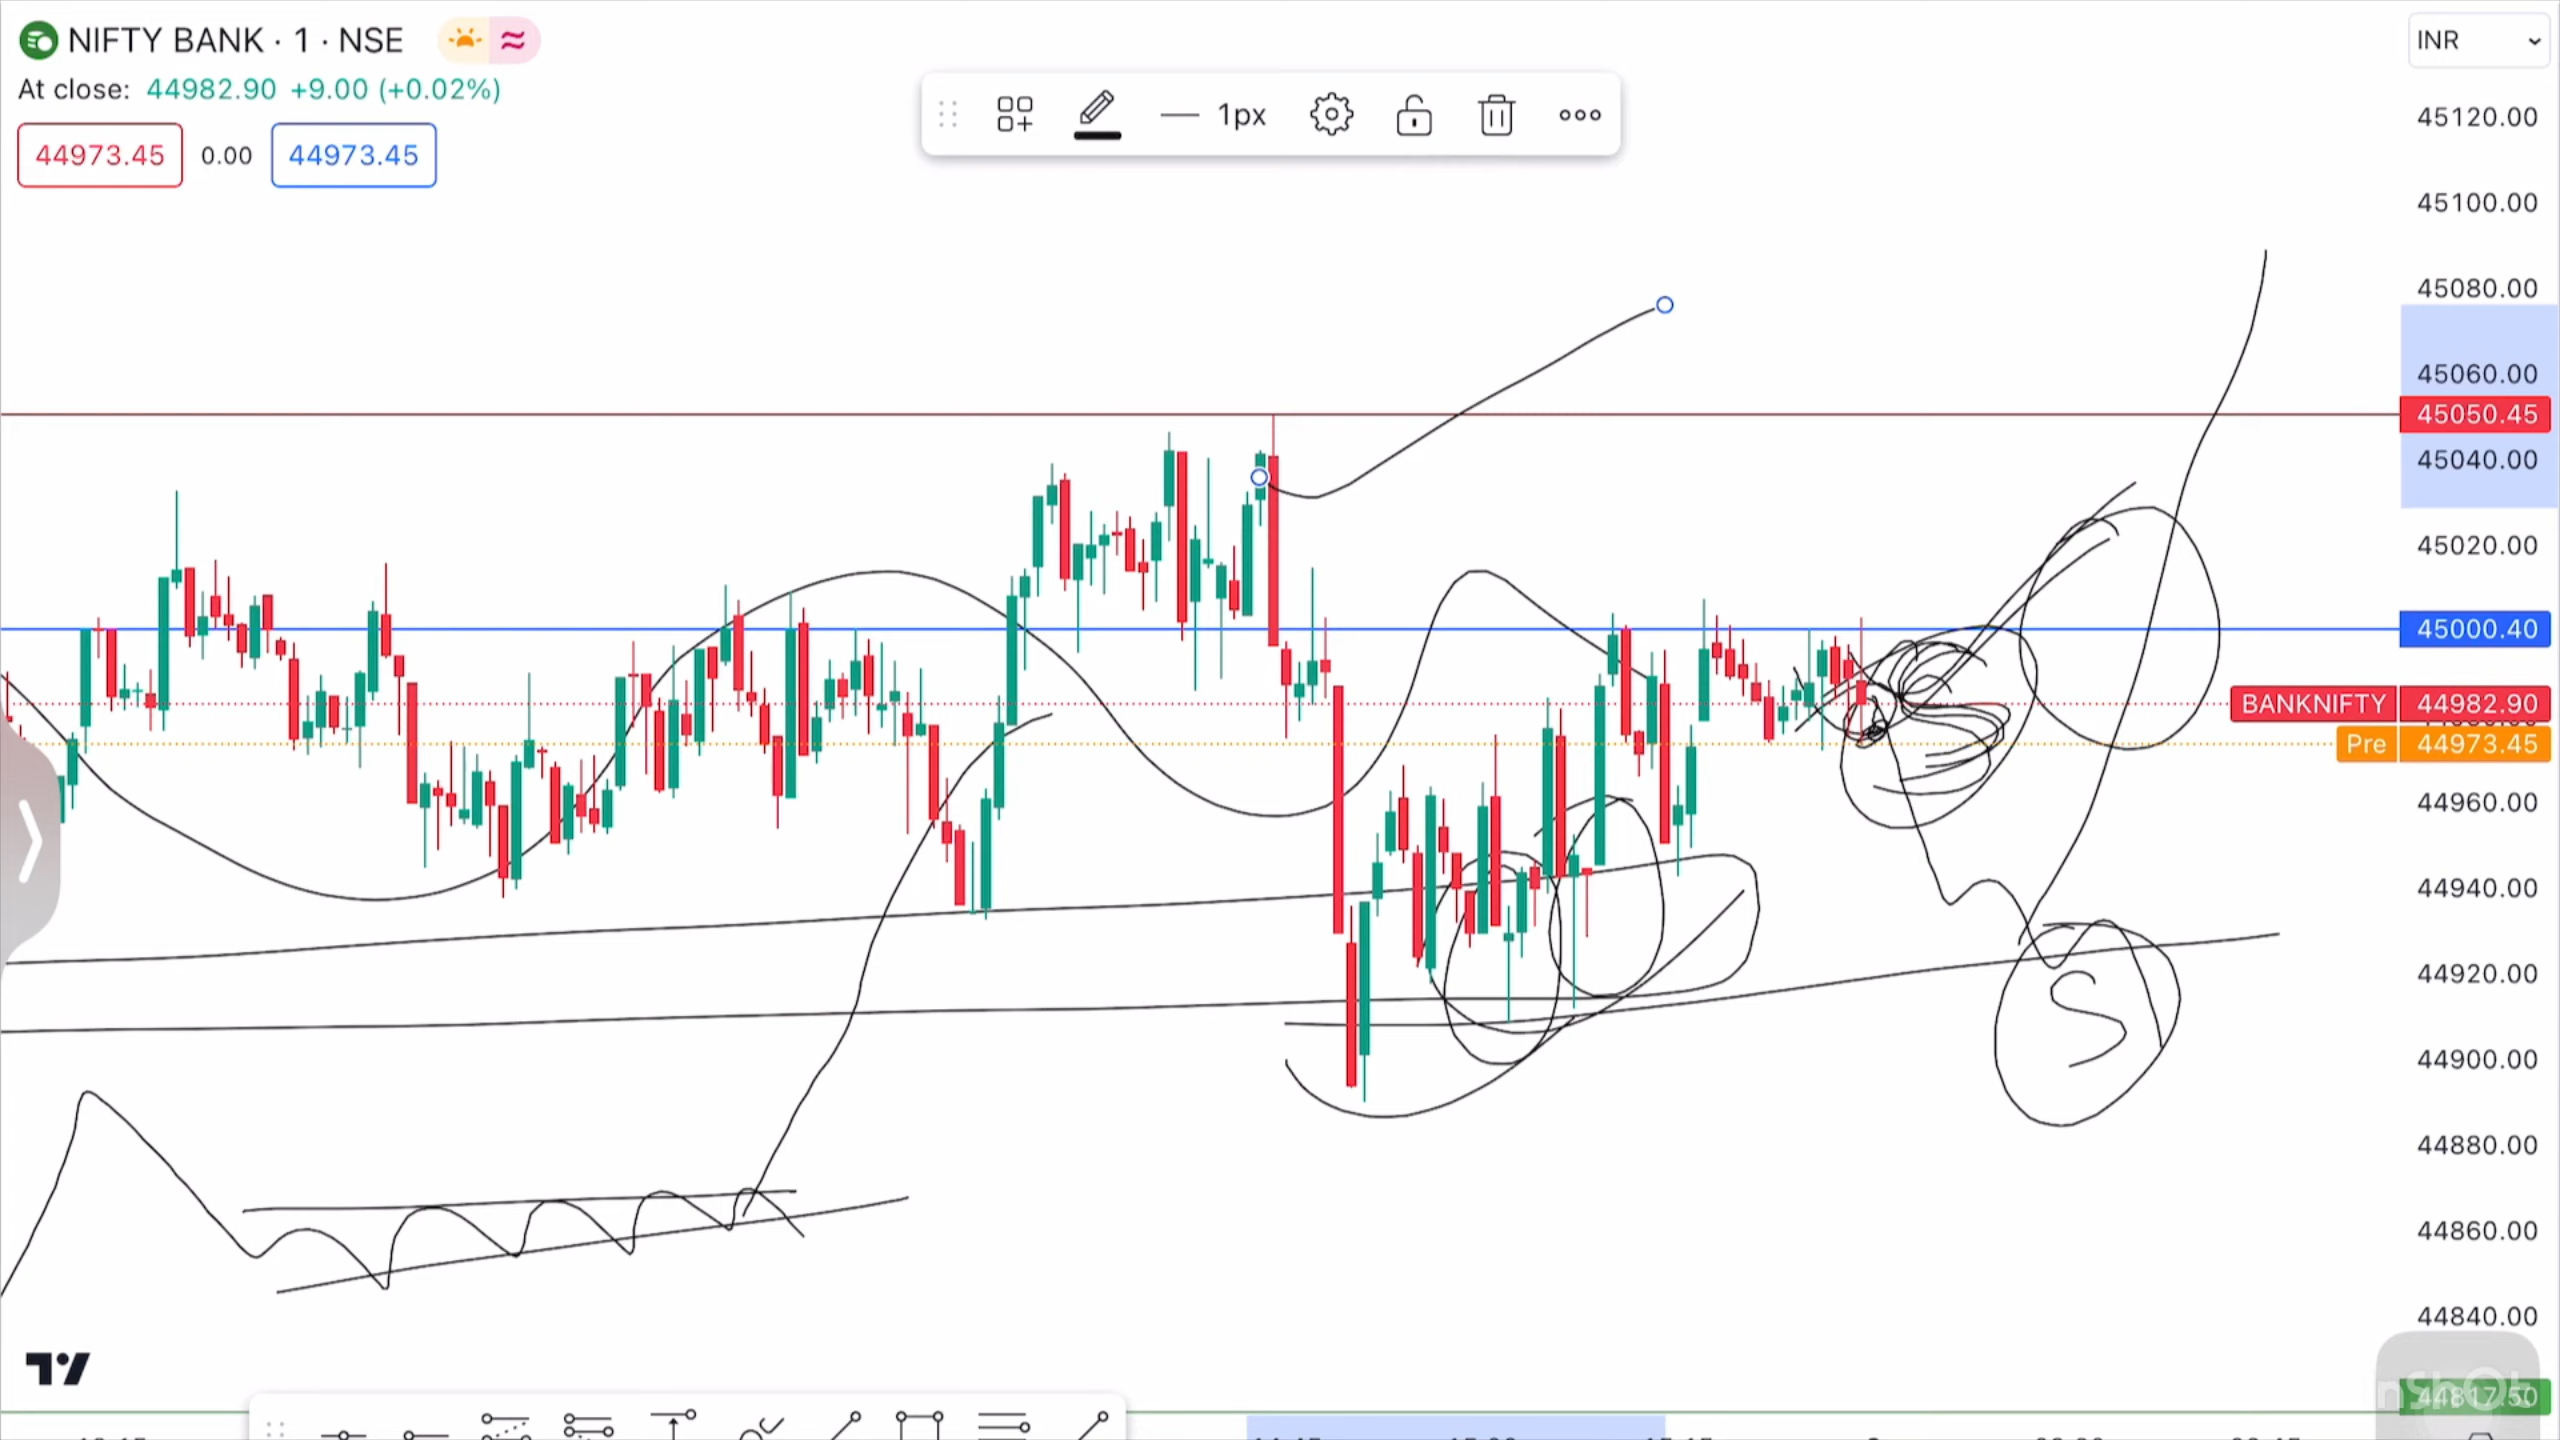 NIFTY BANK · 1 · NSE
INR
At close: 44982.90 +9.00 (+0.02%)
44973.45 0.00 44973.45
1px
45120.00
45100.00
45080.00
45060.00
45050.45
45040.00
45020.00
45000.40
BANKNIFTY 44982.90
Pre 44973.45
44960.00
44940.00
44920.00
S
44900.00
44880.00
44860.00
44840.00
44817.50